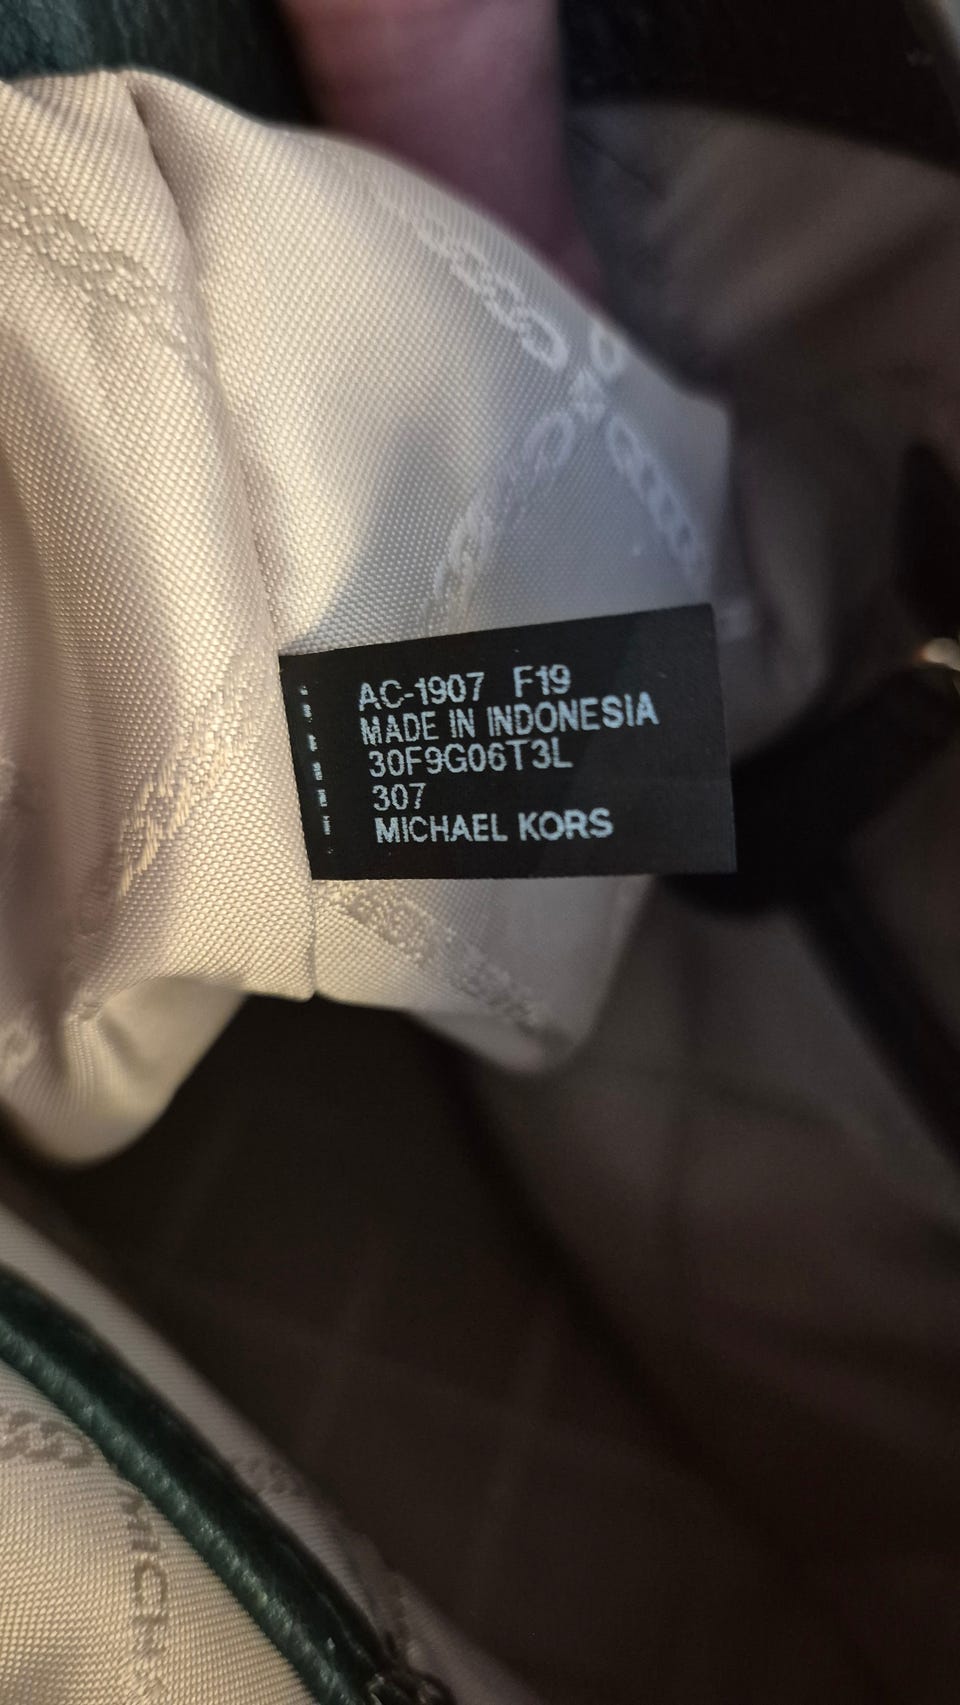 AC-1907 F19
MADE IN INDONESIA
30F9G06T3L
307
MICHAEL KORS